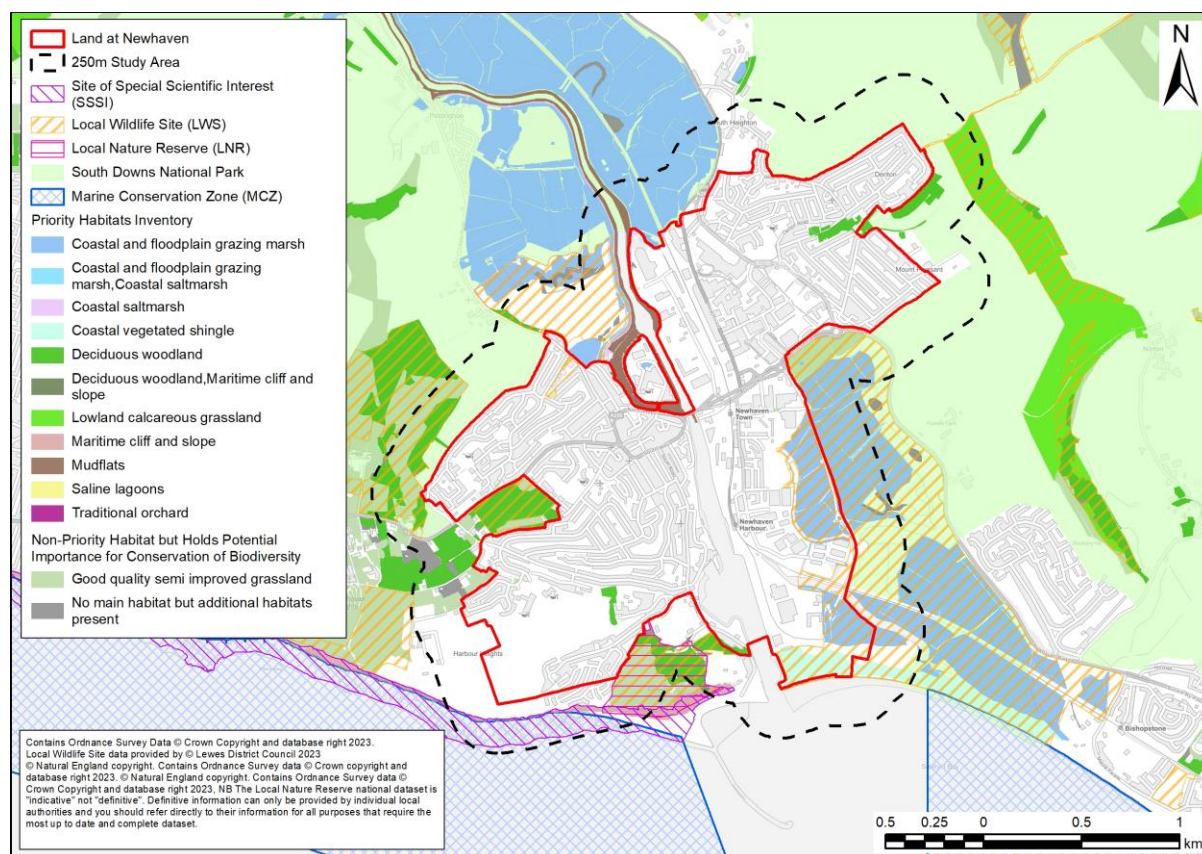 Land at Newhaven
250m Study Area
Site of Special Scientific Interest
(SSSI)
Local Wildlife Site (LWS)
Local Nature Reserve (LNR)
South Downs National Park
Marine Conservation Zone (MCZ)
Priority Habitats Inventory
Coastal and floodplain grazing marsh
Coastal and floodplain grazing
marsh,Coastal saltmarsh
Coastal saltmarsh
Coastal vegetated shingle
Deciduous woodland
Deciduous woodland,Maritime cliff and
slope
Lowland calcareous grassland
Maritime cliff and slope
Mudflats
Saline lagoons
Traditional orchard
Non-Priority Habitat but Holds Potential
Importance for Conservation of Biodiversity
Good quality semi improved grassland
No main habitat but additional habitats
present
Contains Ordnance Survey Data © Crown Copyright and database right 2023.
Local Wildlife Site data provided by © Lewes District Council 2023
© Natural England copyright. Contains Ordnance Survey data © Crown copyright and
database right 2023. © Natural England copyright. Contains Ordnance Survey data ©
Crown Copyright and database right 2023, NB The Local Nature Reserve national dataset is
"indicative" not "definitive". Definitive information can only be provided by individual local
authorities and you should refer directly to their information for all purposes that require the
most up to date and complete dataset.
N
Heighton
Denton
Mount Pleasant
Newhaven
Town
Newhaven
Harbour
Harbour Heights
Bishopstone
0.5 0.25 0 0.5 1
km